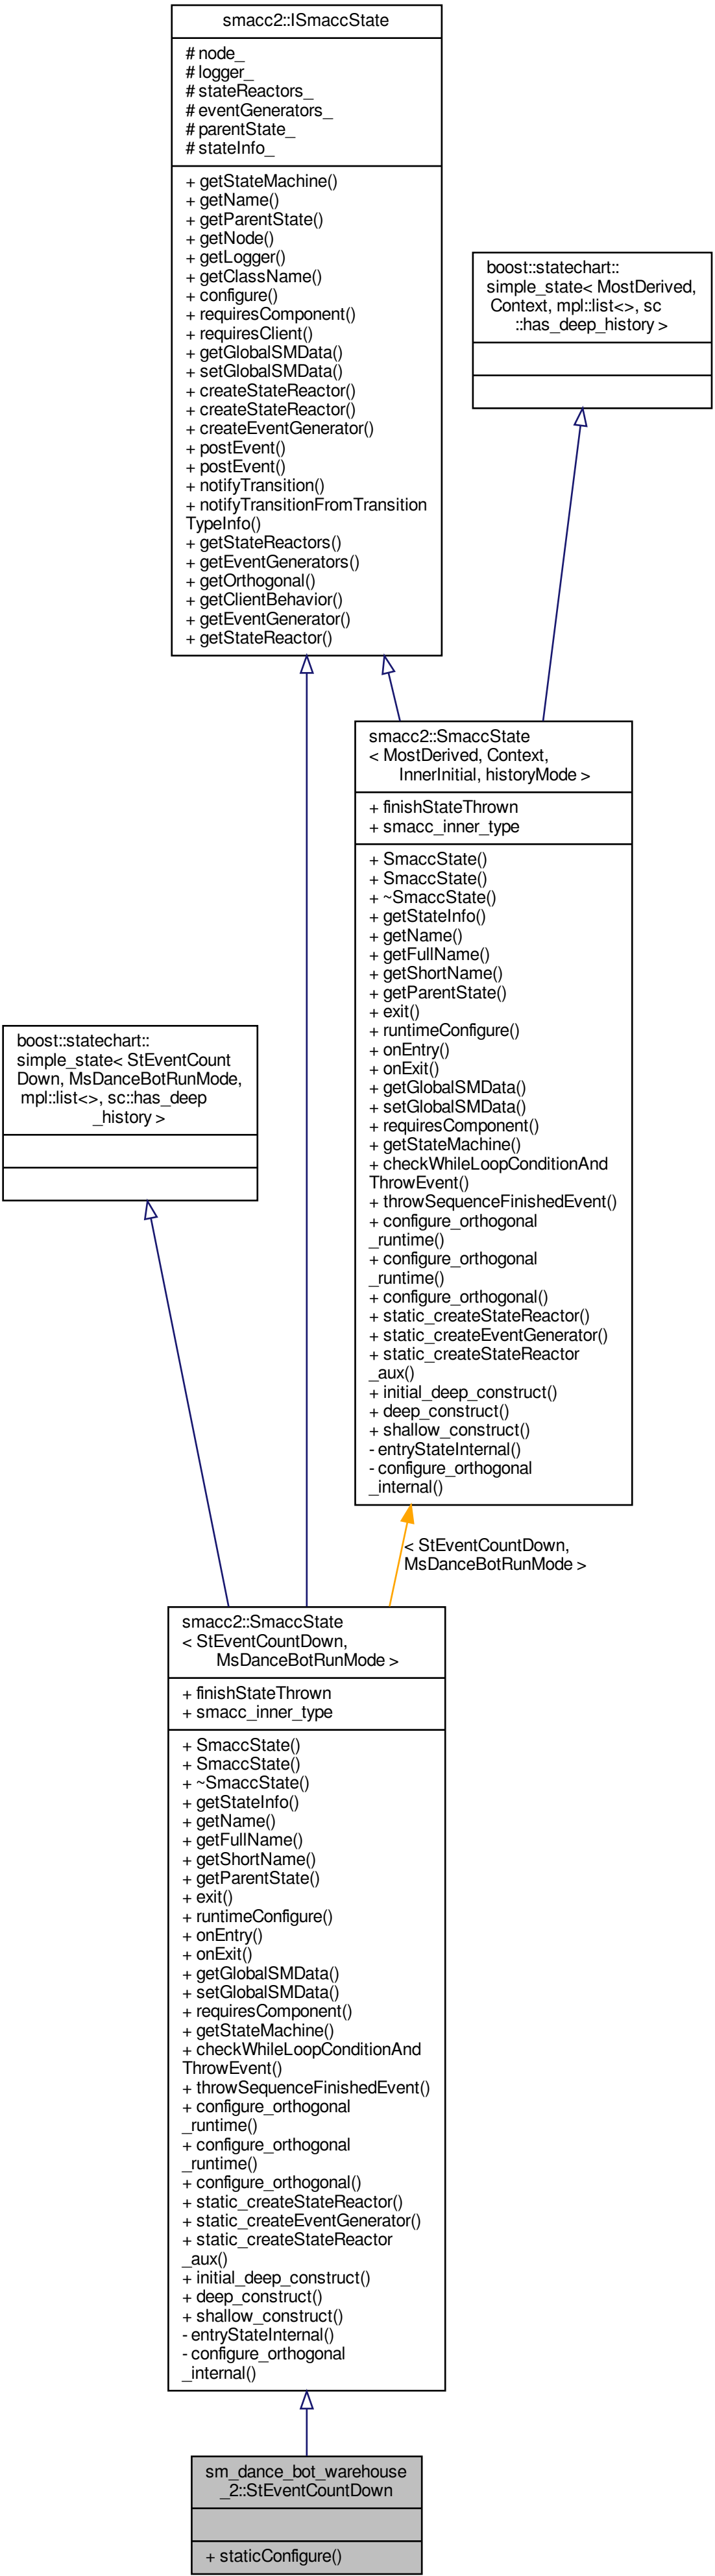 smacc2::ISmaccState
# node_
# logger_
# stateReactors_
# eventGenerators_
# parentState_
# stateInfo_
+ getStateMachine()
+ getName()
+ getParentState()
+ getNode()
+ getLogger()
+ getClassName()
+ configure()
+ requiresComponent()
+ requiresClient()
+ getGlobalSMData()
+ setGlobalSMData()
+ createStateReactor()
+ createStateReactor()
+ createEventGenerator()
+ postEvent()
+ postEvent()
+ notifyTransition()
+ notifyTransitionFromTransition
TypeInfo()
+ getStateReactors()
+ getEventGenerators()
+ getOrthogonal()
+ getClientBehavior()
+ getEventGenerator()
+ getStateReactor()
boost::statechart::
simple_state< MostDerived,
Context, mpl::list<>, sc
::has_deep_history >
smacc2::SmaccState
< MostDerived, Context,
InnerInitial, historyMode >
+ finishStateThrown
+ smacc_inner_type
+ SmaccState()
+ SmaccState()
+ ~SmaccState()
+ getStateInfo()
+ getName()
+ getFullName()
+ getShortName()
+ getParentState()
+ exit()
+ runtimeConfigure()
+ onEntry()
+ onExit()
+ getGlobalSMData()
+ setGlobalSMData()
+ requiresComponent()
+ getStateMachine()
+ checkWhileLoopConditionAnd
ThrowEvent()
+ throwSequenceFinishedEvent()
+ configure_orthogonal
_runtime()
+ configure_orthogonal
_runtime()
+ configure_orthogonal()
+ static_createStateReactor()
+ static_createEventGenerator()
+ static_createStateReactor
_aux()
+ initial_deep_construct()
+ deep_construct()
+ shallow_construct()
- entryStateInternal()
- configure_orthogonal
_internal()
boost::statechart::
simple_state< StEventCount
Down, MsDanceBotRunMode,
mpl::list<>, sc::has_deep
_history >
< StEventCountDown,
MsDanceBotRunMode >
smacc2::SmaccState
< StEventCountDown,
MsDanceBotRunMode >
+ finishStateThrown
+ smacc_inner_type
+ SmaccState()
+ SmaccState()
+ ~SmaccState()
+ getStateInfo()
+ getName()
+ getFullName()
+ getShortName()
+ getParentState()
+ exit()
+ runtimeConfigure()
+ onEntry()
+ onExit()
+ getGlobalSMData()
+ setGlobalSMData()
+ requiresComponent()
+ getStateMachine()
+ checkWhileLoopConditionAnd
ThrowEvent()
+ throwSequenceFinishedEvent()
+ configure_orthogonal
_runtime()
+ configure_orthogonal
_runtime()
+ configure_orthogonal()
+ static_createStateReactor()
+ static_createEventGenerator()
+ static_createStateReactor
_aux()
+ initial_deep_construct()
+ deep_construct()
+ shallow_construct()
- entryStateInternal()
- configure_orthogonal
_internal()
sm_dance_bot_warehouse
_2::StEventCountDown
+ staticConfigure()